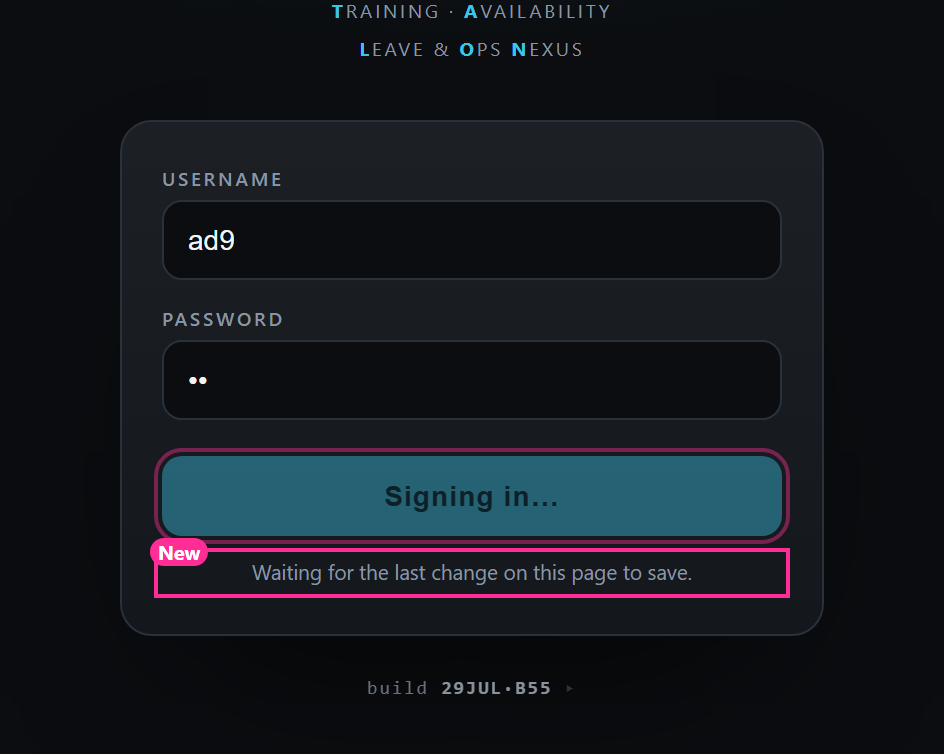 TRAINING · AVAILABILITY
LEAVE & OPS NEXUS
USERNAME
ad9
PASSWORD
••
Signing in...
New
Waiting for the last change on this page to save.
build 29JUL·B55 ▸